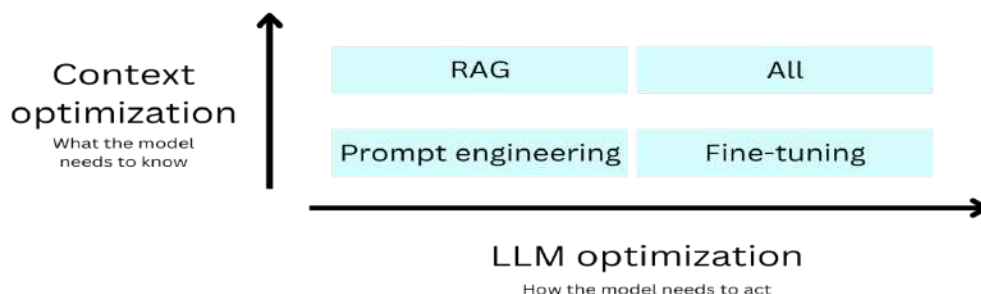 Context
optimization
What the model
needs to know
RAG
All
Prompt engineering
Fine-tuning
LLM optimization
How the model needs to act